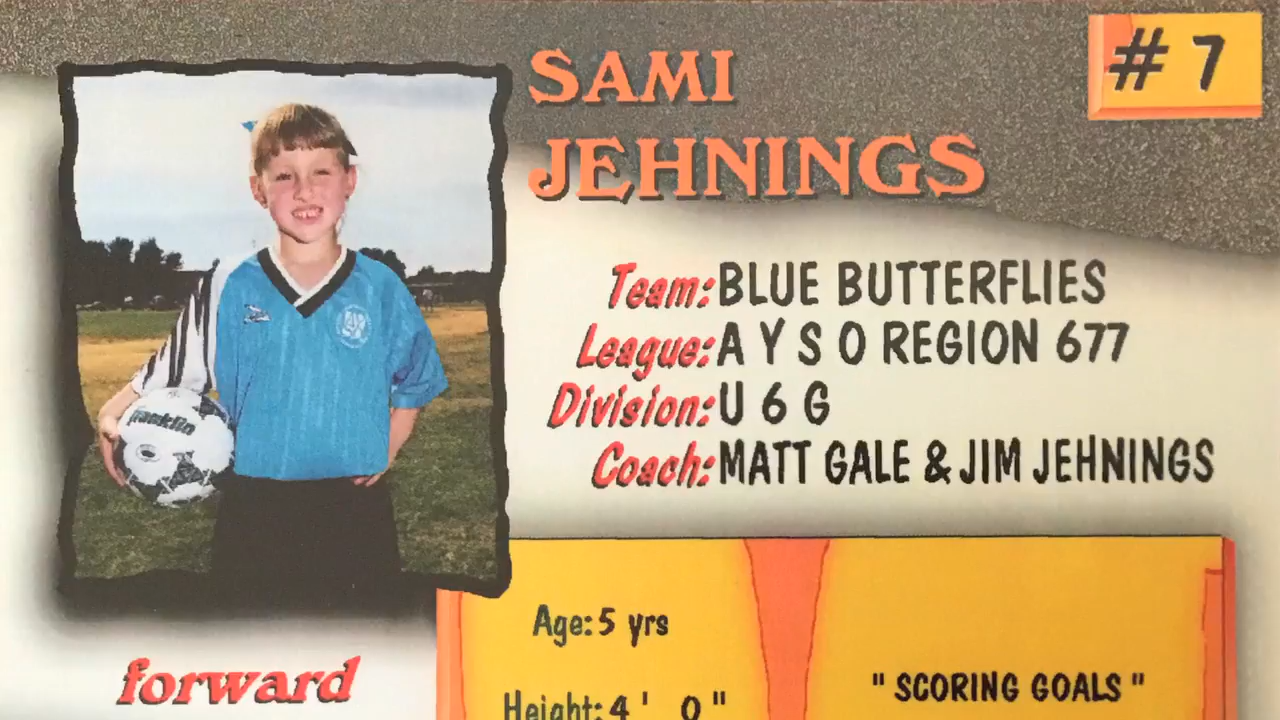 # 7
SAMI
JEHNINGS
Team: BLUE BUTTERFLIES
League: A Y S O REGION 677
Division: U 6 G
Coach: MATT GALE & JIM JEHNINGS
Franklin
forward
Age: 5 yrs
Height: 4 ' 0 "
" SCORING GOALS "